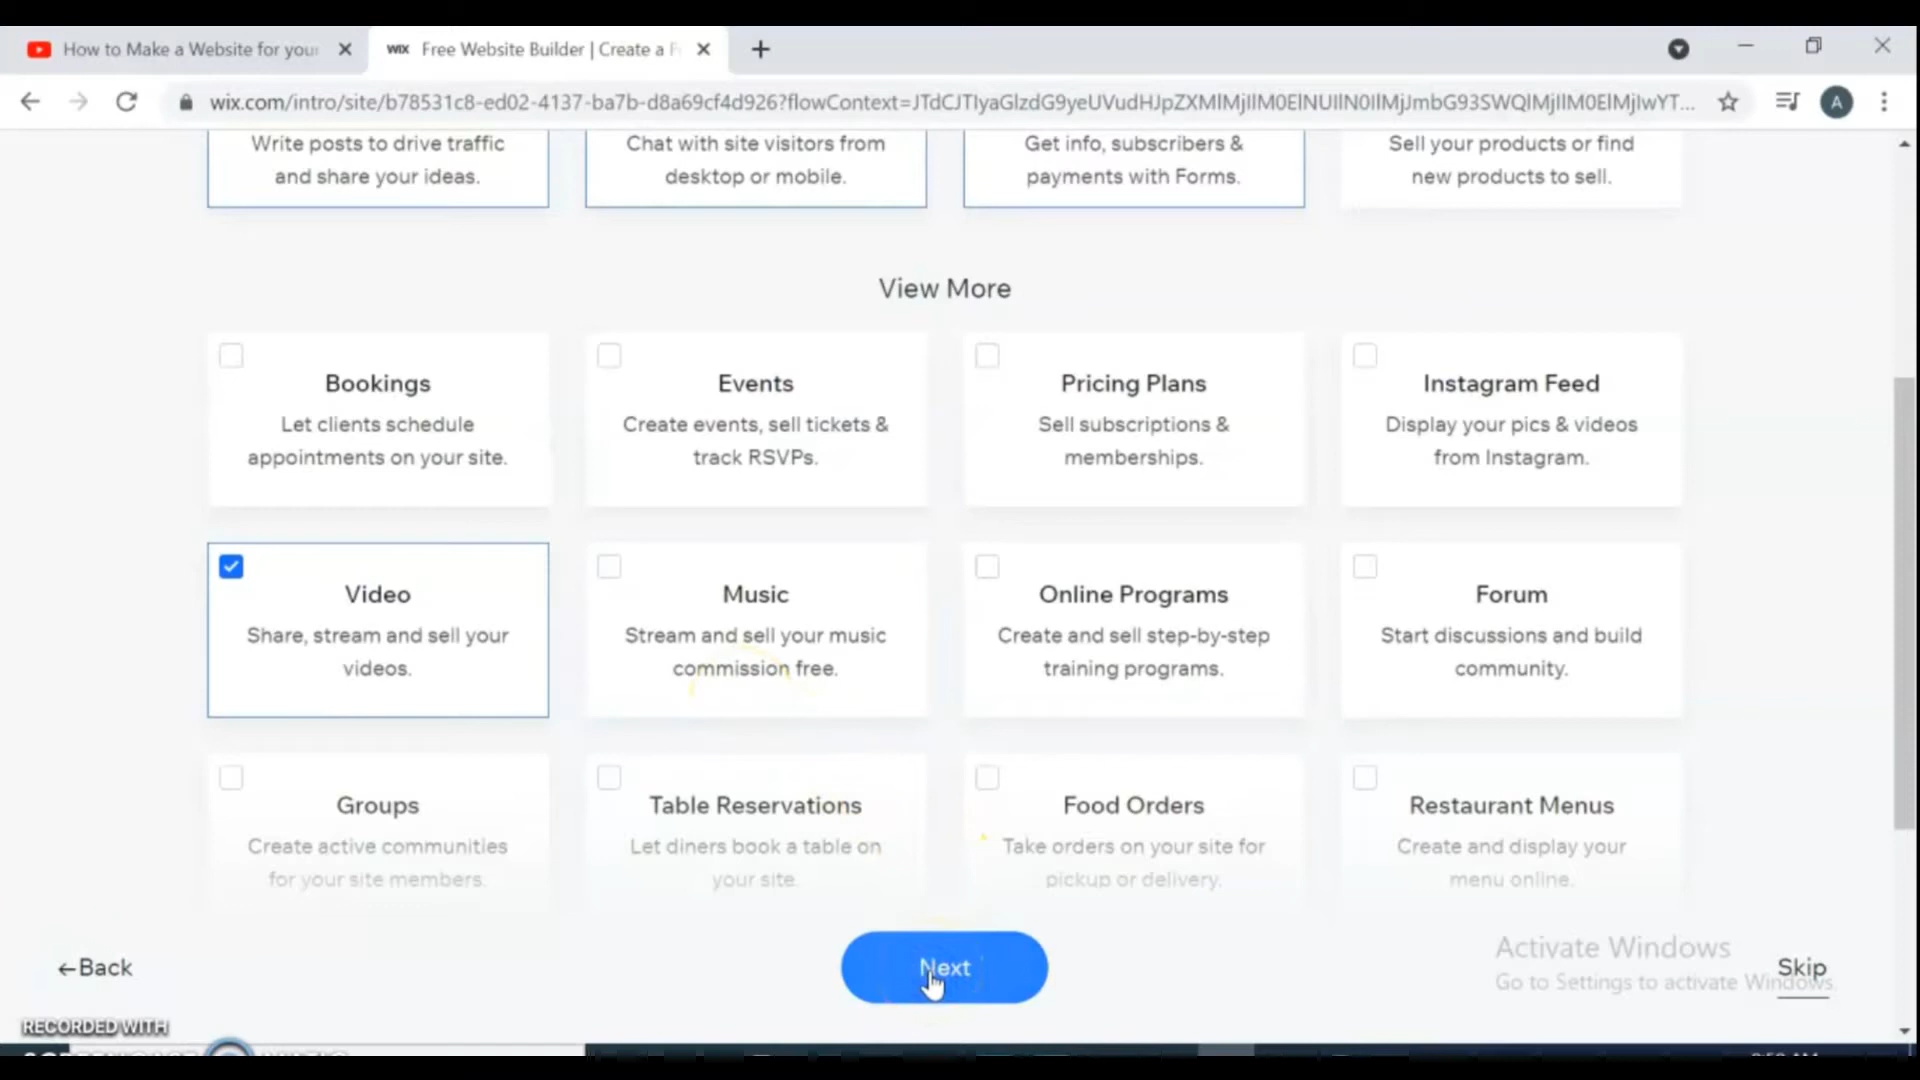 How to Make a Website for your
WIX Free Website Builder | Create a F
wix.com/intro/site/b78531c8-ed02-4137-ba7b-d8a69cf4d926?flowContext=
A
Write posts to drive traffic
and share your ideas.
Chat with site visitors from
desktop or mobile.
Get info, subscribers &
payments with Forms.
Sell your products or find
new products to sell.
View More
Bookings
Let clients schedule
appointments on your site.
Events
Create events, sell tickets &
track RSVPs.
Pricing Plans
Sell subscriptions &
memberships.
Instagram Feed
Display your pics & videos
from Instagram.
Video
Share, stream and sell your
videos.
Music
Stream and sell your music
commission free.
Online Programs
Create and sell step-by-step
training programs.
Forum
Start discussions and build
community.
Groups
Create active communities
for your site members.
Table Reservations
Let diners book a table on
your site.
Food Orders
Take orders on your site for
pickup or delivery.
Restaurant Menus
Create and display your
menu online.
←Back
Next
Activate Windows
Go to Settings to activate Windows.
Skip
RECORDED WITH